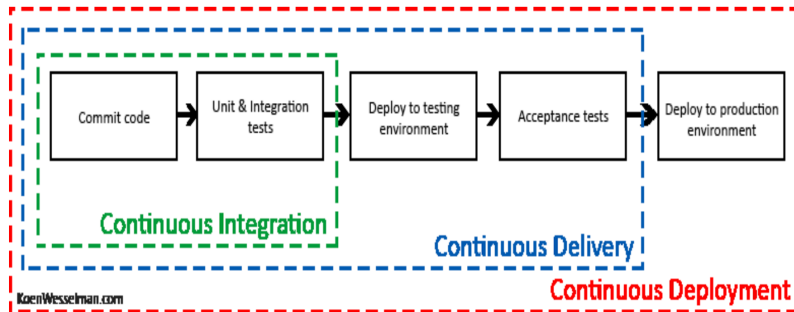 Commit code
Unit & Integration
tests
Deploy to testing
environment
Acceptance tests
Deploy to production
environment
Continuous Integration
Continuous Delivery
Continuous Deployment
KoenWesselman.com